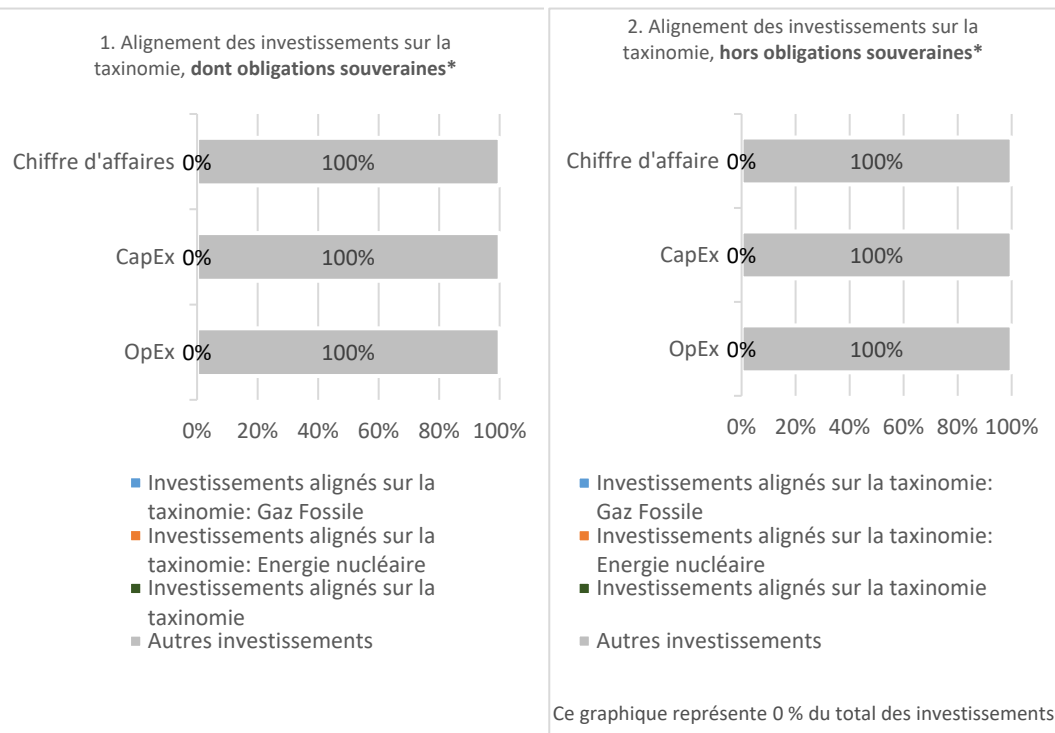 1. Alignement des investissements sur la
taxinomie, dont obligations souveraines*
Chiffre d'affaires 0% 100%
CapEx 0% 100%
OpEx 0% 100%
0% 20% 40% 60% 80% 100%
Investissements alignés sur la
taxinomie: Gaz Fossile
Investissements alignés sur la
taxinomie: Energie nucléaire
Investissements alignés sur la
taxinomie
Autres investissements
2. Alignement des investissements sur la
taxinomie, hors obligations souveraines*
Chiffre d'affaire 0% 100%
CapEx 0% 100%
OpEx 0% 100%
0% 20% 40% 60% 80% 100%
Investissements alignés sur la taxinomie:
Gaz Fossile
Investissements alignés sur la taxinomie:
Energie nucléaire
Investissements alignés sur la taxinomie
Autres investissements
Ce graphique représente 0 % du total des investissements